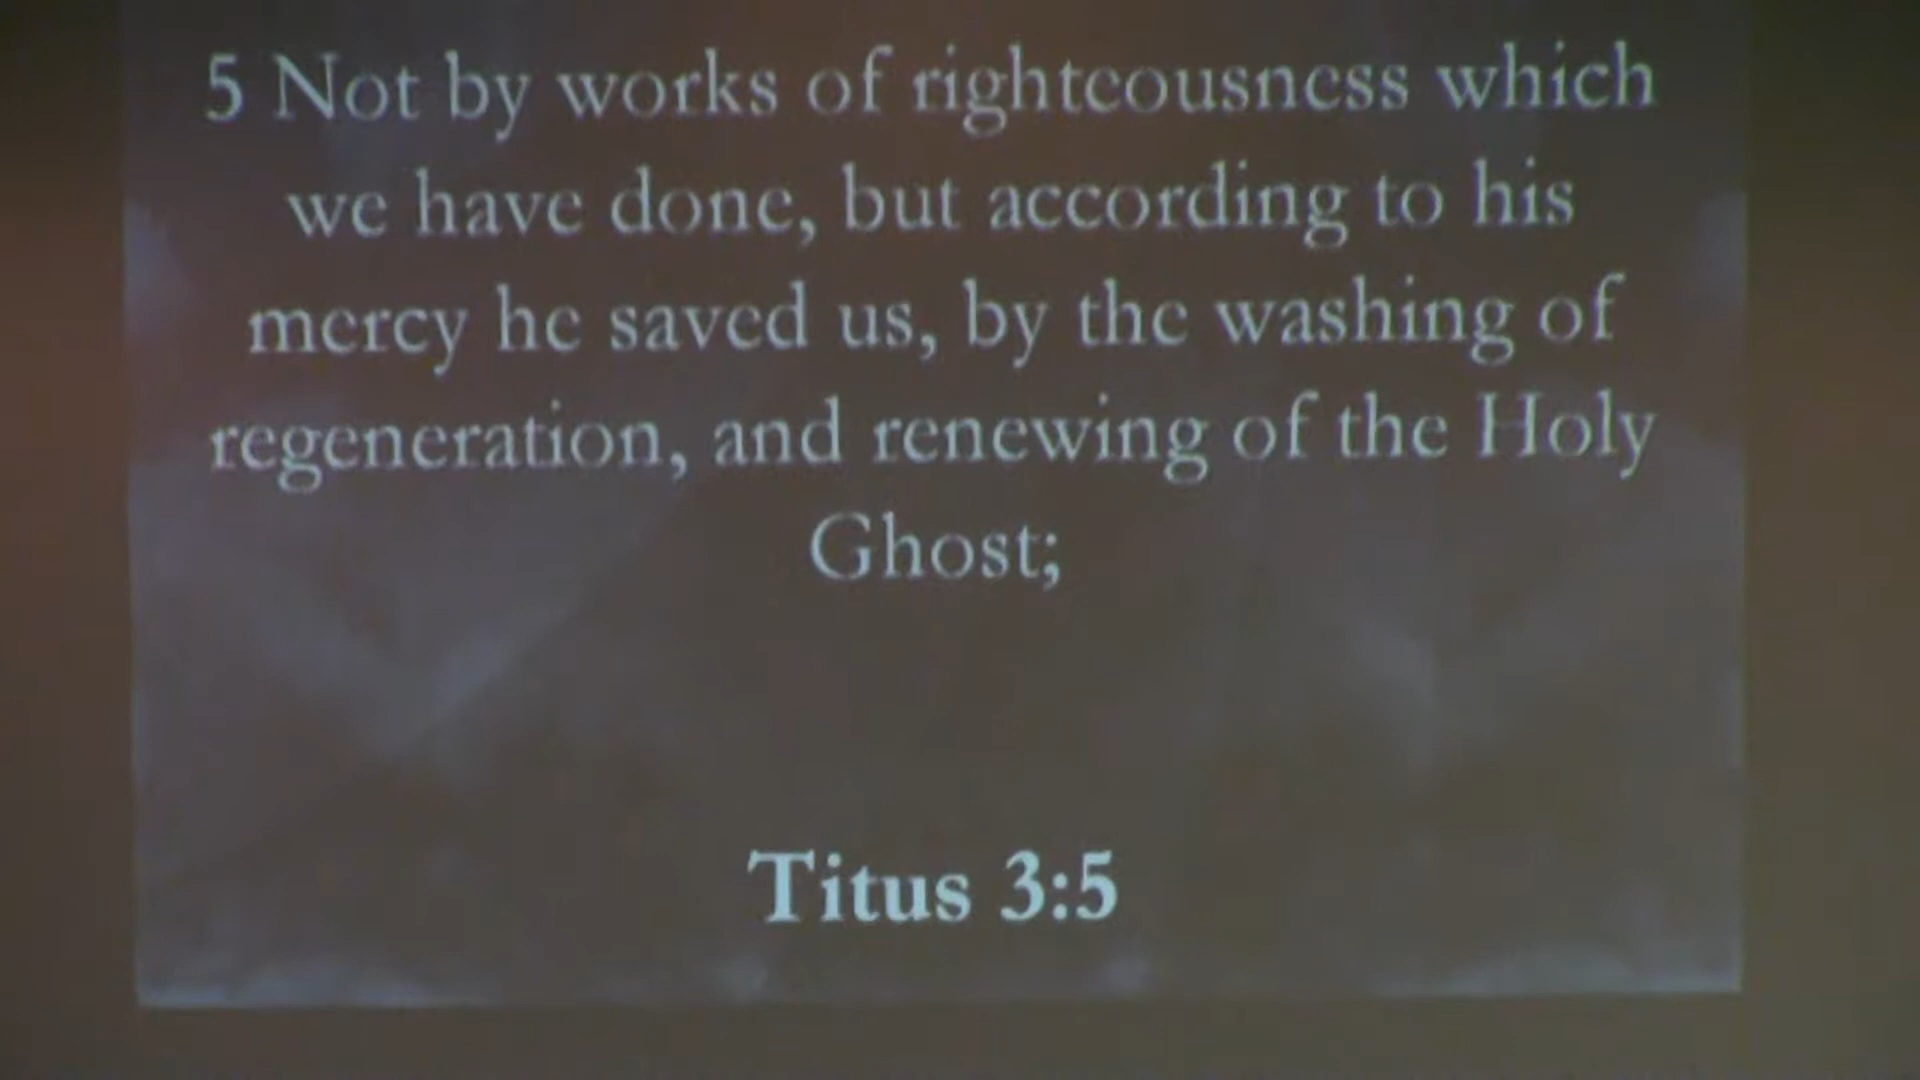 5 Not by works of righteousness which
we have done, but according to his
mercy he saved us, by the washing of
regeneration, and renewing of the Holy
Ghost;
Titus 3:5